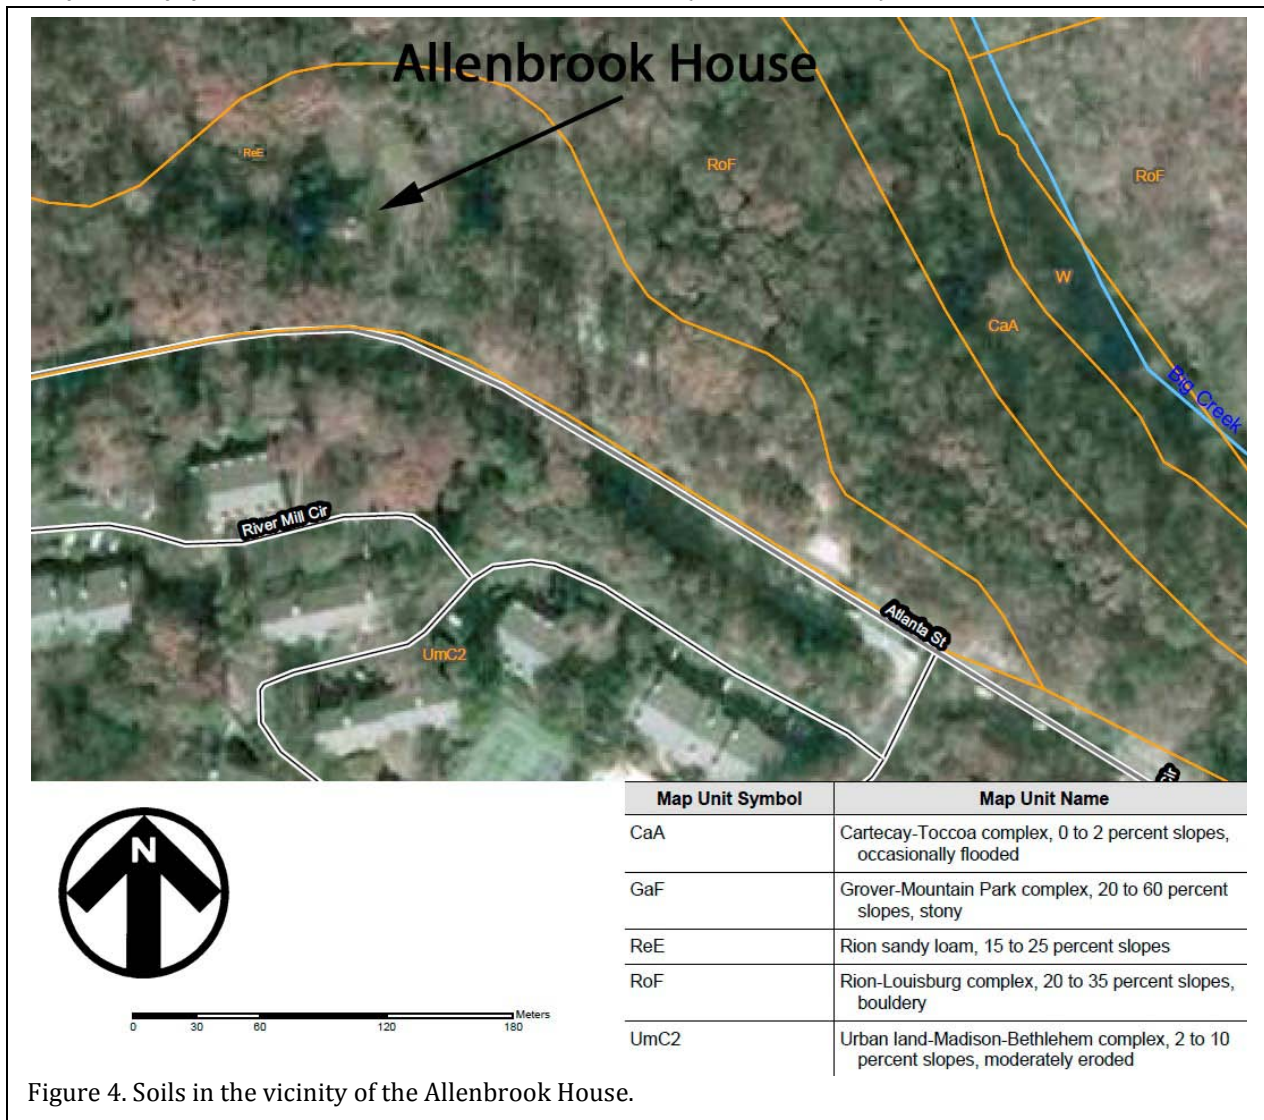 Allenbrook House
ReE
RoF
RoF
W
CaA
Big Creek
River Mill Cir
Atlanta St
UmC2
cir
N
Meters
0 30 60 120 180
Map Unit Symbol Map Unit Name
CaA Cartecay-Toccoa complex, 0 to 2 percent slopes,
occasionally flooded
GaF Grover-Mountain Park complex, 20 to 60 percent
slopes, stony
ReE Rion sandy loam, 15 to 25 percent slopes
RoF Rion-Louisburg complex, 20 to 35 percent slopes,
bouldery
UmC2 Urban land-Madison-Bethlehem complex, 2 to 10
percent slopes, moderately eroded
Figure 4. Soils in the vicinity of the Allenbrook House.